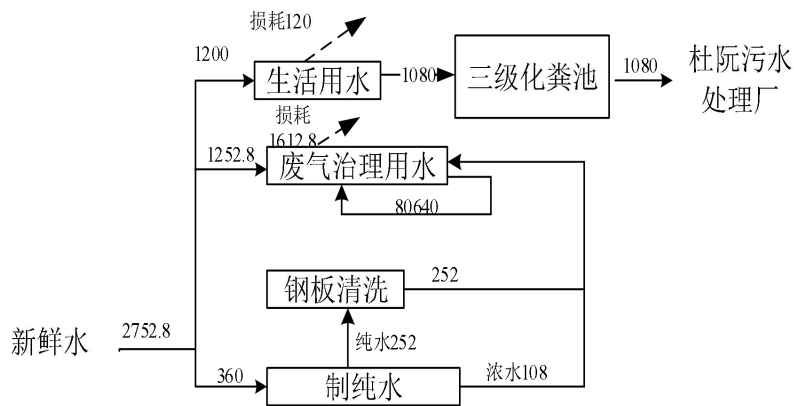 损耗120
1200
生活用水
1080
三级化粪池
1080
杜阮污水
处理厂
损耗
1612.8
1252.8
废气治理用水
80640
钢板清洗
252
新鲜水
2752.8
纯水252
360
制纯水
浓水108